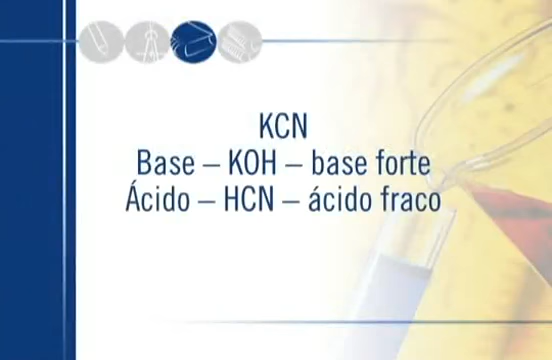 KCN
Base – KOH – base forte
Ácido – HCN – ácido fraco